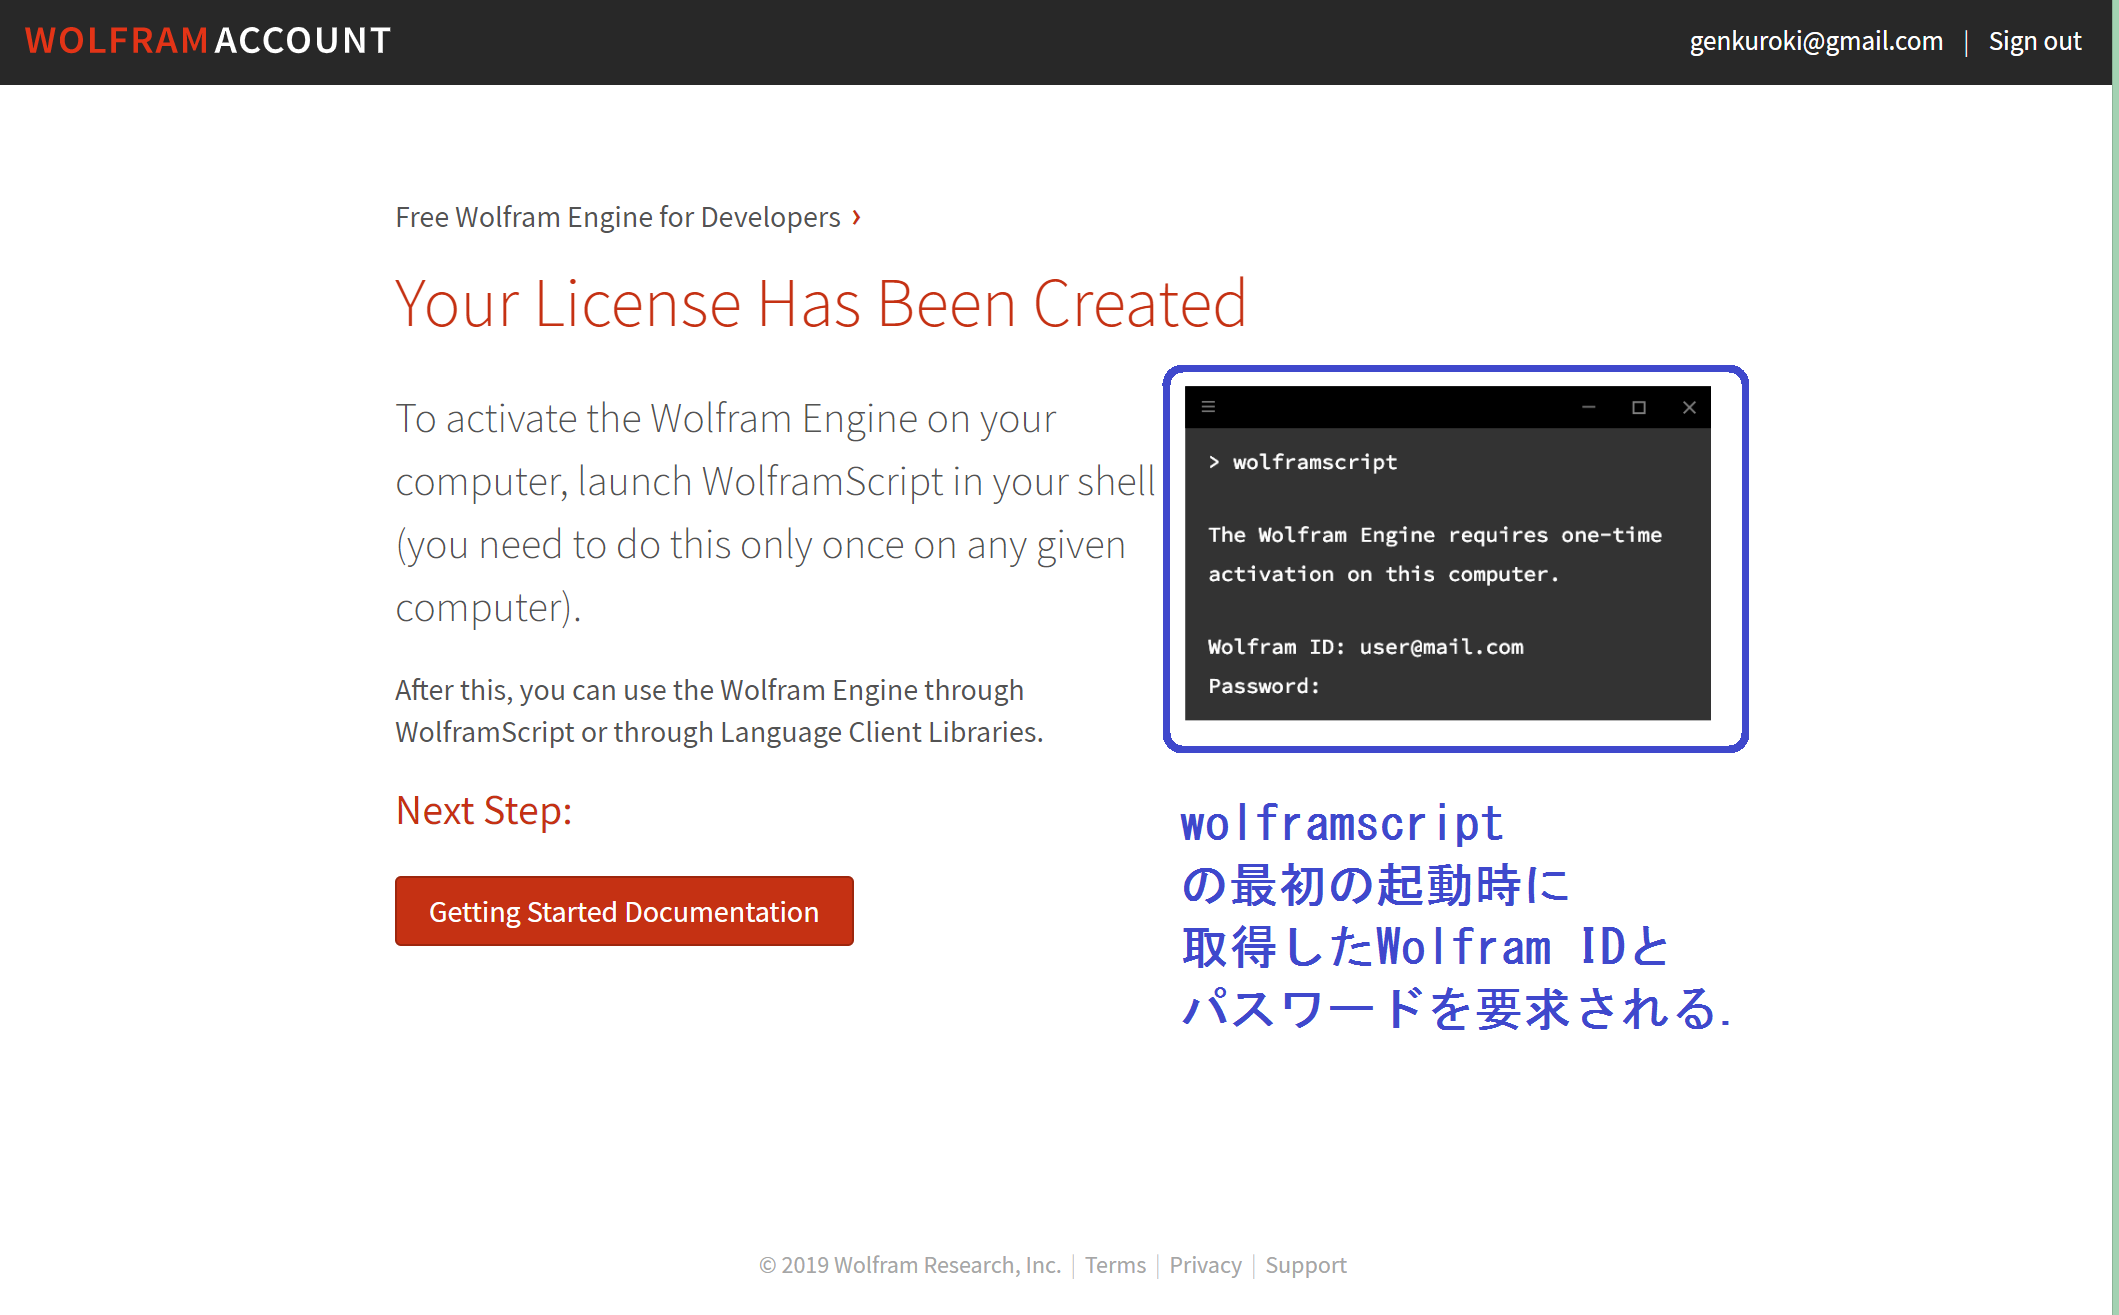 WOLFRAM ACCOUNT
genkuroki@gmail.com | Sign out
Free Wolfram Engine for Developers ›
Your License Has Been Created
To activate the Wolfram Engine on your
computer, launch WolframScript in your shell
(you need to do this only once on any given
computer).
After this, you can use the Wolfram Engine through
WolframScript or through Language Client Libraries.
Next Step:
Getting Started Documentation
> wolframscript
The Wolfram Engine requires one-time
activation on this computer.
Wolfram ID: user@mail.com
Password:
wolframscript
の最初の起動時に
取得したWolfram IDと
パスワードを要求される.
© 2019 Wolfram Research, Inc. | Terms | Privacy | Support